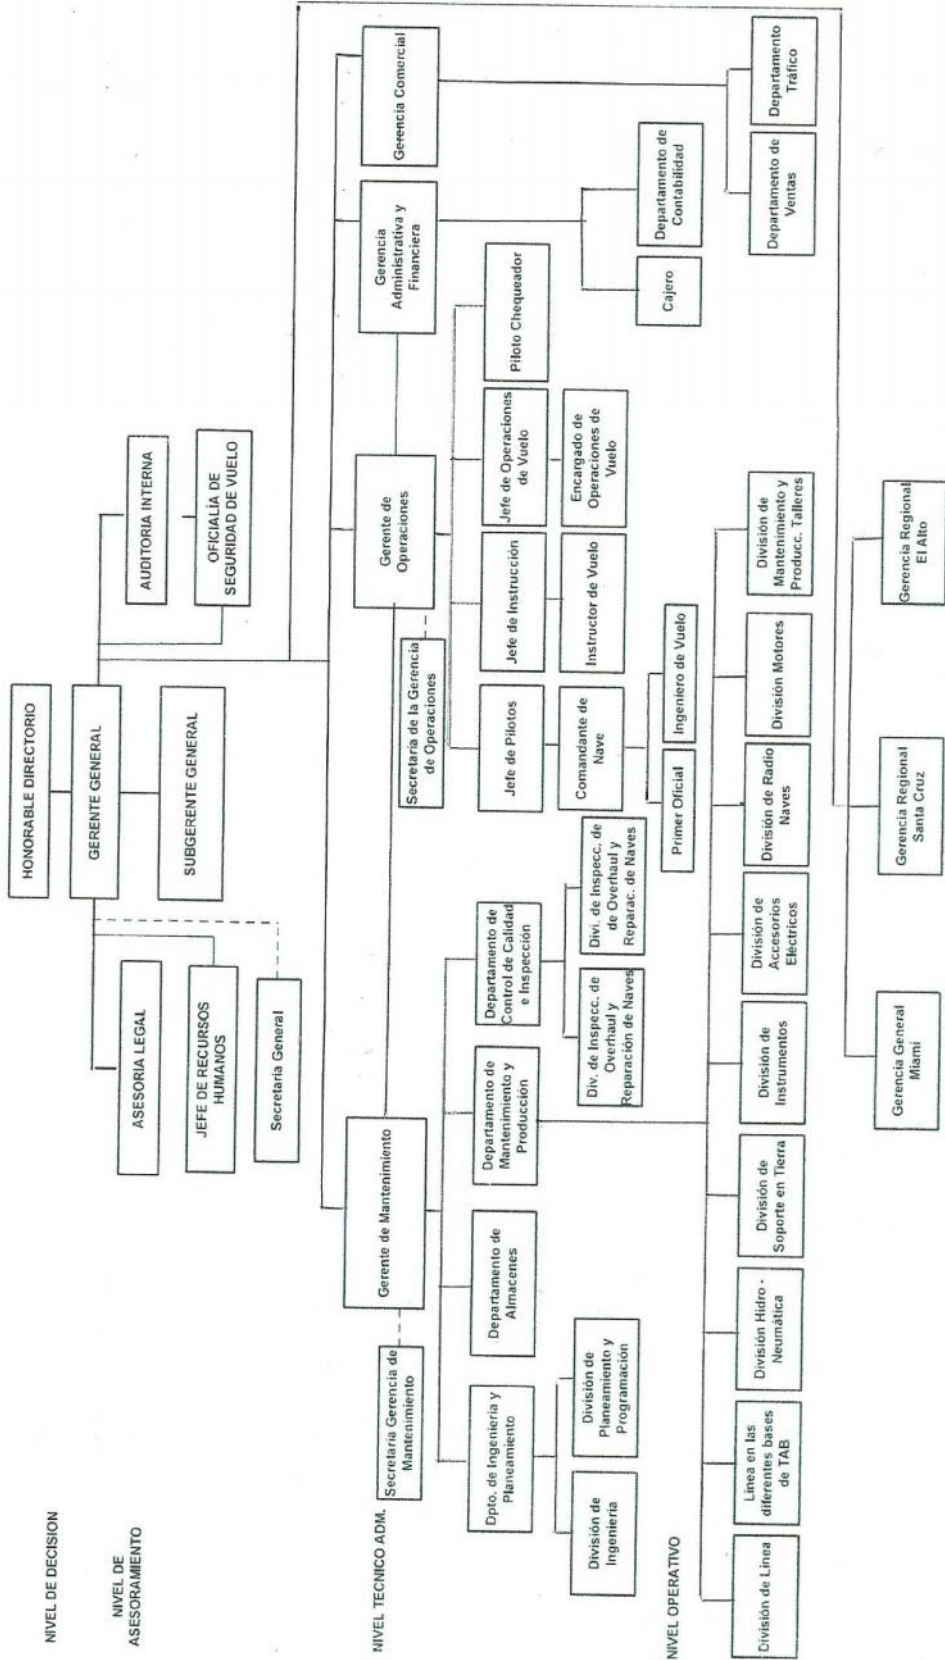 NIVEL DE DECISION
HONORABLE DIRECTORIO
GERENTE GENERAL
NIVEL DE
ASESORAMIENTO
ASESORIA LEGAL
AUDITORIA INTERNA
JEFE DE RECURSOS
HUMANOS
SUBGERENTE GENERAL
OFICIALÍA DE
SEGURIDAD DE VUELO
Secretaria General
NIVEL TECNICO ADM.
Gerente de Mantenimiento
Gerente de
Operaciones
Gerencia
Administrativa y
Financiera
Gerencia Comercial
Secretaria Gerencia de
Mantenimiento
Secretaria de la Gerencia
de Operaciones
Dpto. de Ingeniería y
Planeamiento
Departamento de
Almacenes
Departamento de
Mantenimiento y
Producción
Departamento de
Control de Calidad
e Inspección
Jefe de Pilotos
Jefe de Instrucción
Jefe de Operaciones
de Vuelo
Piloto Chequeador
División de
Ingeniería
División de
Planeamiento y
Programación
Div. de Inspecc. de
Overhaul y
Reparación de Naves
Divi. de Inspecc. de
de Overhaul y
Reparac. de Naves
Comandante de
Nave
Instructor de Vuelo
Encargado de
Operaciones de
Vuelo
Cajero
Departamento de
Contabilidad
Primer Oficial
Ingeniero de Vuelo
NIVEL OPERATIVO
División de Línea
Línea en las
diferentes bases
de TAB
División Hidro -
Neumática
División de
Soporte en Tierra
División de
Instrumentos
División de
Accesorios
Eléctricos
División de Radio
Naves
División Motores
División de
Mantenimiento y
Producc. Talleres
Departamento de
Ventas
Departamento
Tráfico
Gerencia General
Miami
Gerencia Regional
Santa Cruz
Gerencia Regional
El Alto